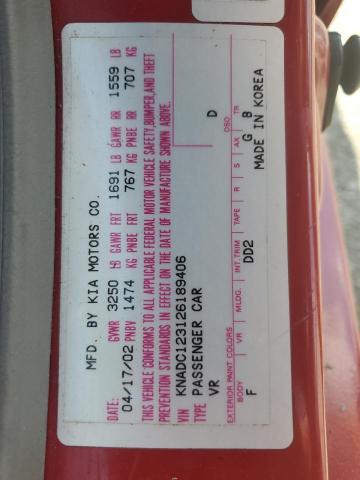 MFD. BY KIA MOTORS CO.
DATE: GVWR 3250 LB GAWR FRT 1691 LB GAWR RR 1559 LB
04/17/02 PNBV 1474 KG PNBE FRT 767 KG PNBE RR 707 KG
THIS VEHICLE CONFORMS TO ALL APPLICABLE FEDERAL MOTOR VEHICLE SAFETY,BUMPER,AND THEFT
PREVENTION STANDARDS IN EFFECT ON THE DATE OF MANUFACTURE SHOWN ABOVE.
VIN KNADC123126189406
TYPE PASSENGER CAR
VR D
EXTERIOR PAINT COLORS DSO
BODY VR MLDG. INT.TRIM TAPE R S AX TR
F DD2 G B
MADE IN KOREA